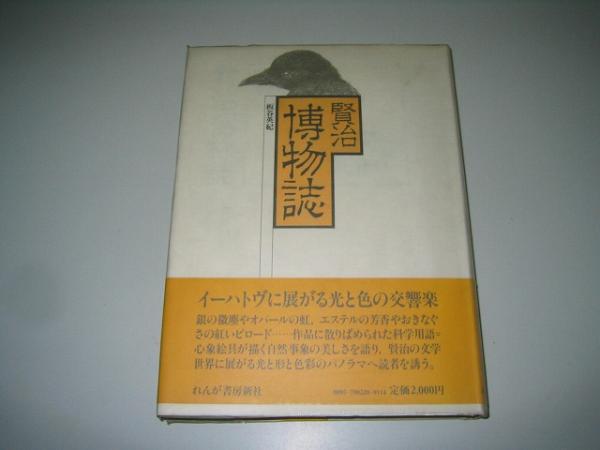 賢治
博物誌
板谷英紀
イーハトヴに展がる光と色の交響楽
銀の微塵やオパールの虹，エステルの芳香やおきなぐ
さの紅いビロード……作品に散りばめられた科学用語＝
心象絵具が描く自然事象の美しさを語り，賢治の文学
世界に展がる光と形と色彩のパノラマへ読者を誘う。
れんが書房新社
定価2,000円